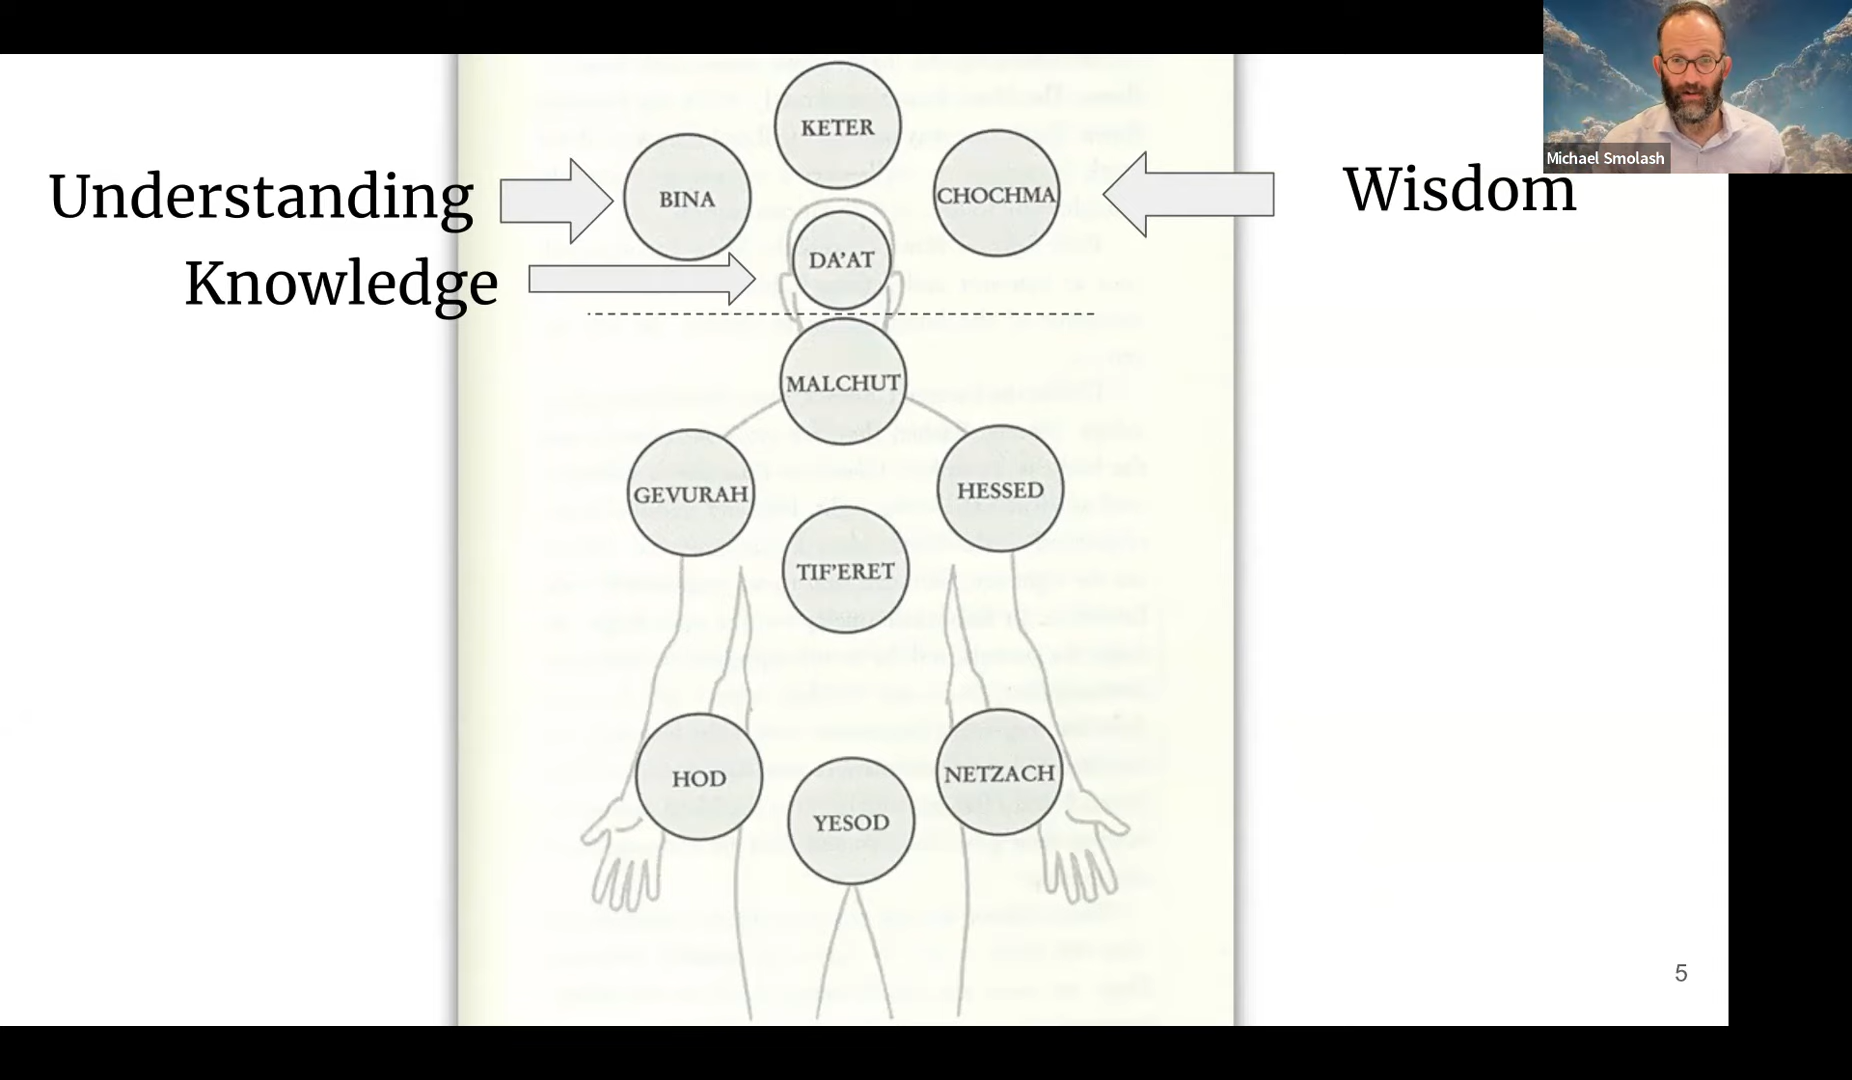 Michael Smolash
KETER
BINA
CHOCHMA
Understanding
Wisdom
DA'AT
Knowledge
MALCHUT
GEVURAH
HESSED
TIF'ERET
HOD
NETZACH
YESOD
5